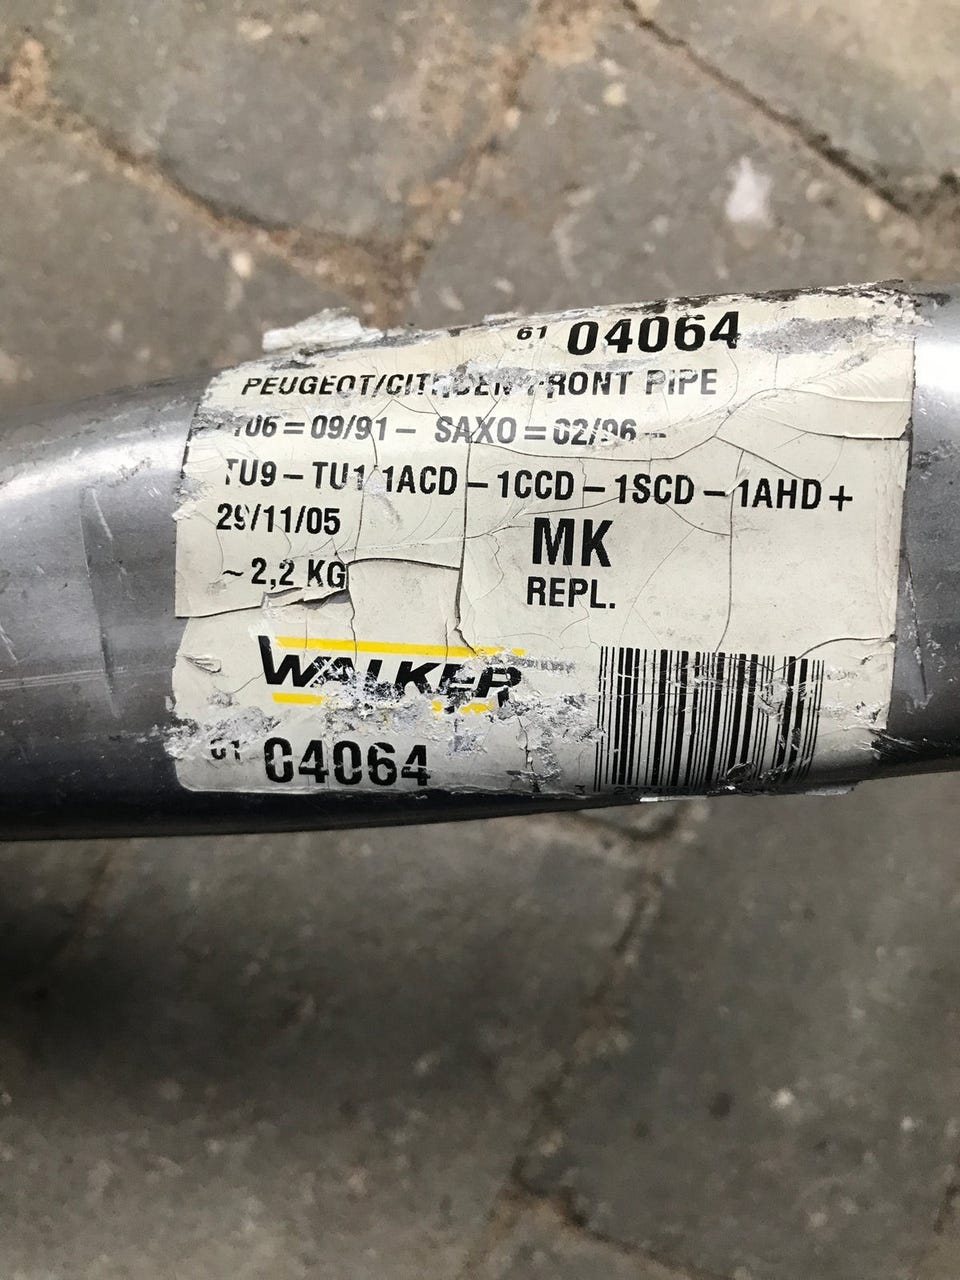 61 04064
PEUGEOT/CITROEN FRONT PIPE
106 = 09/91 – SAXO = 02/96 –
TU9 – TU1 1ACD – 1CCD – 1SCD – 1AHD +
29/11/05
MK
~ 2,2 KG
REPL.
WALKER
61 04064